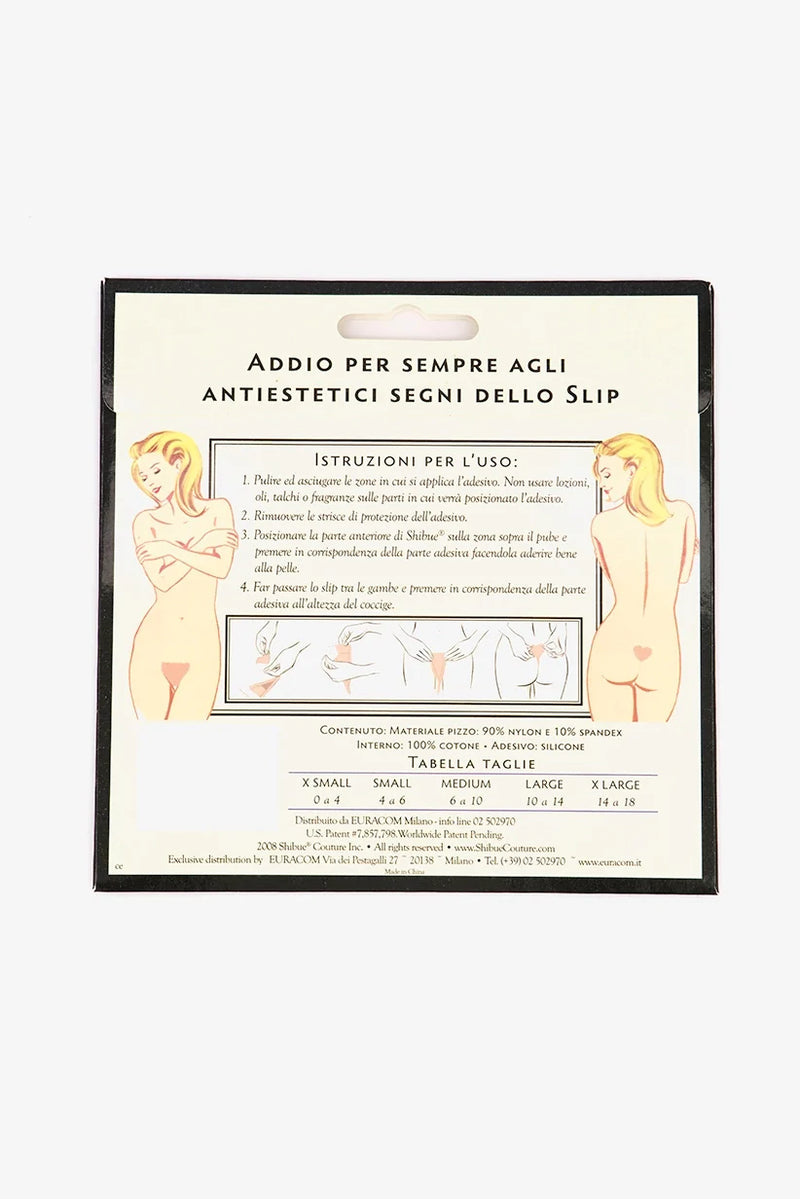 Addio per sempre agli
antiestetici segni dello Slip
Istruzioni per l'uso:
1. Pulire ed asciugare le zone in cui si applica l'adesivo. Non usare lozioni,
oli, talchi o fragranze sulle parti in cui verrà posizionato l'adesivo.
2. Rimuovere le strisce di protezione dell'adesivo.
3. Posizionare la parte anteriore di Shibue® sulla zona sopra il pube e
premere in corrispondenza della parte adesiva facendola aderire bene
alla pelle.
4. Far passare lo slip tra le gambe e premere in corrispondenza della parte
adesiva all'altezza del coccige.
Contenuto: Materiale pizzo: 90% nylon e 10% spandex
Interno: 100% cotone • Adesivo: silicone
Tabella taglie
X Small Small Medium Large X Large
0 a 4 4 a 6 6 a 10 10 a 14 14 a 18
Distribuito da EURACOM Milano - info line 02 502970
U.S. Patent #7,857,798. Worldwide Patent Pending.
2008 Shibue® Couture Inc. • All rights reserved • www.ShibueCouture.com
Exclusive distribution by EURACOM Via dei Pestagalli 27 ~ 20138 ~ Milano • Tel. (+39) 02 502970 ~ www.euracom.it
Made in China
CE